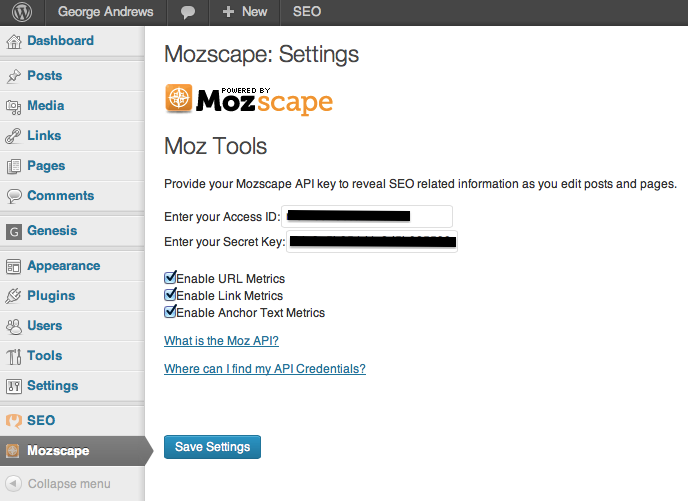 George Andrews + New SEO
Dashboard
Posts
Media
Links
Pages
Comments
Genesis
Appearance
Plugins
Users
Tools
Settings
SEO
Mozscape
Collapse menu
Mozscape: Settings
POWERED BY
Mozscape
Moz Tools
Provide your Mozscape API key to reveal SEO related information as you edit posts and pages.
Enter your Access ID:
Enter your Secret Key:
Enable URL Metrics
Enable Link Metrics
Enable Anchor Text Metrics
What is the Moz API?
Where can I find my API Credentials?
Save Settings